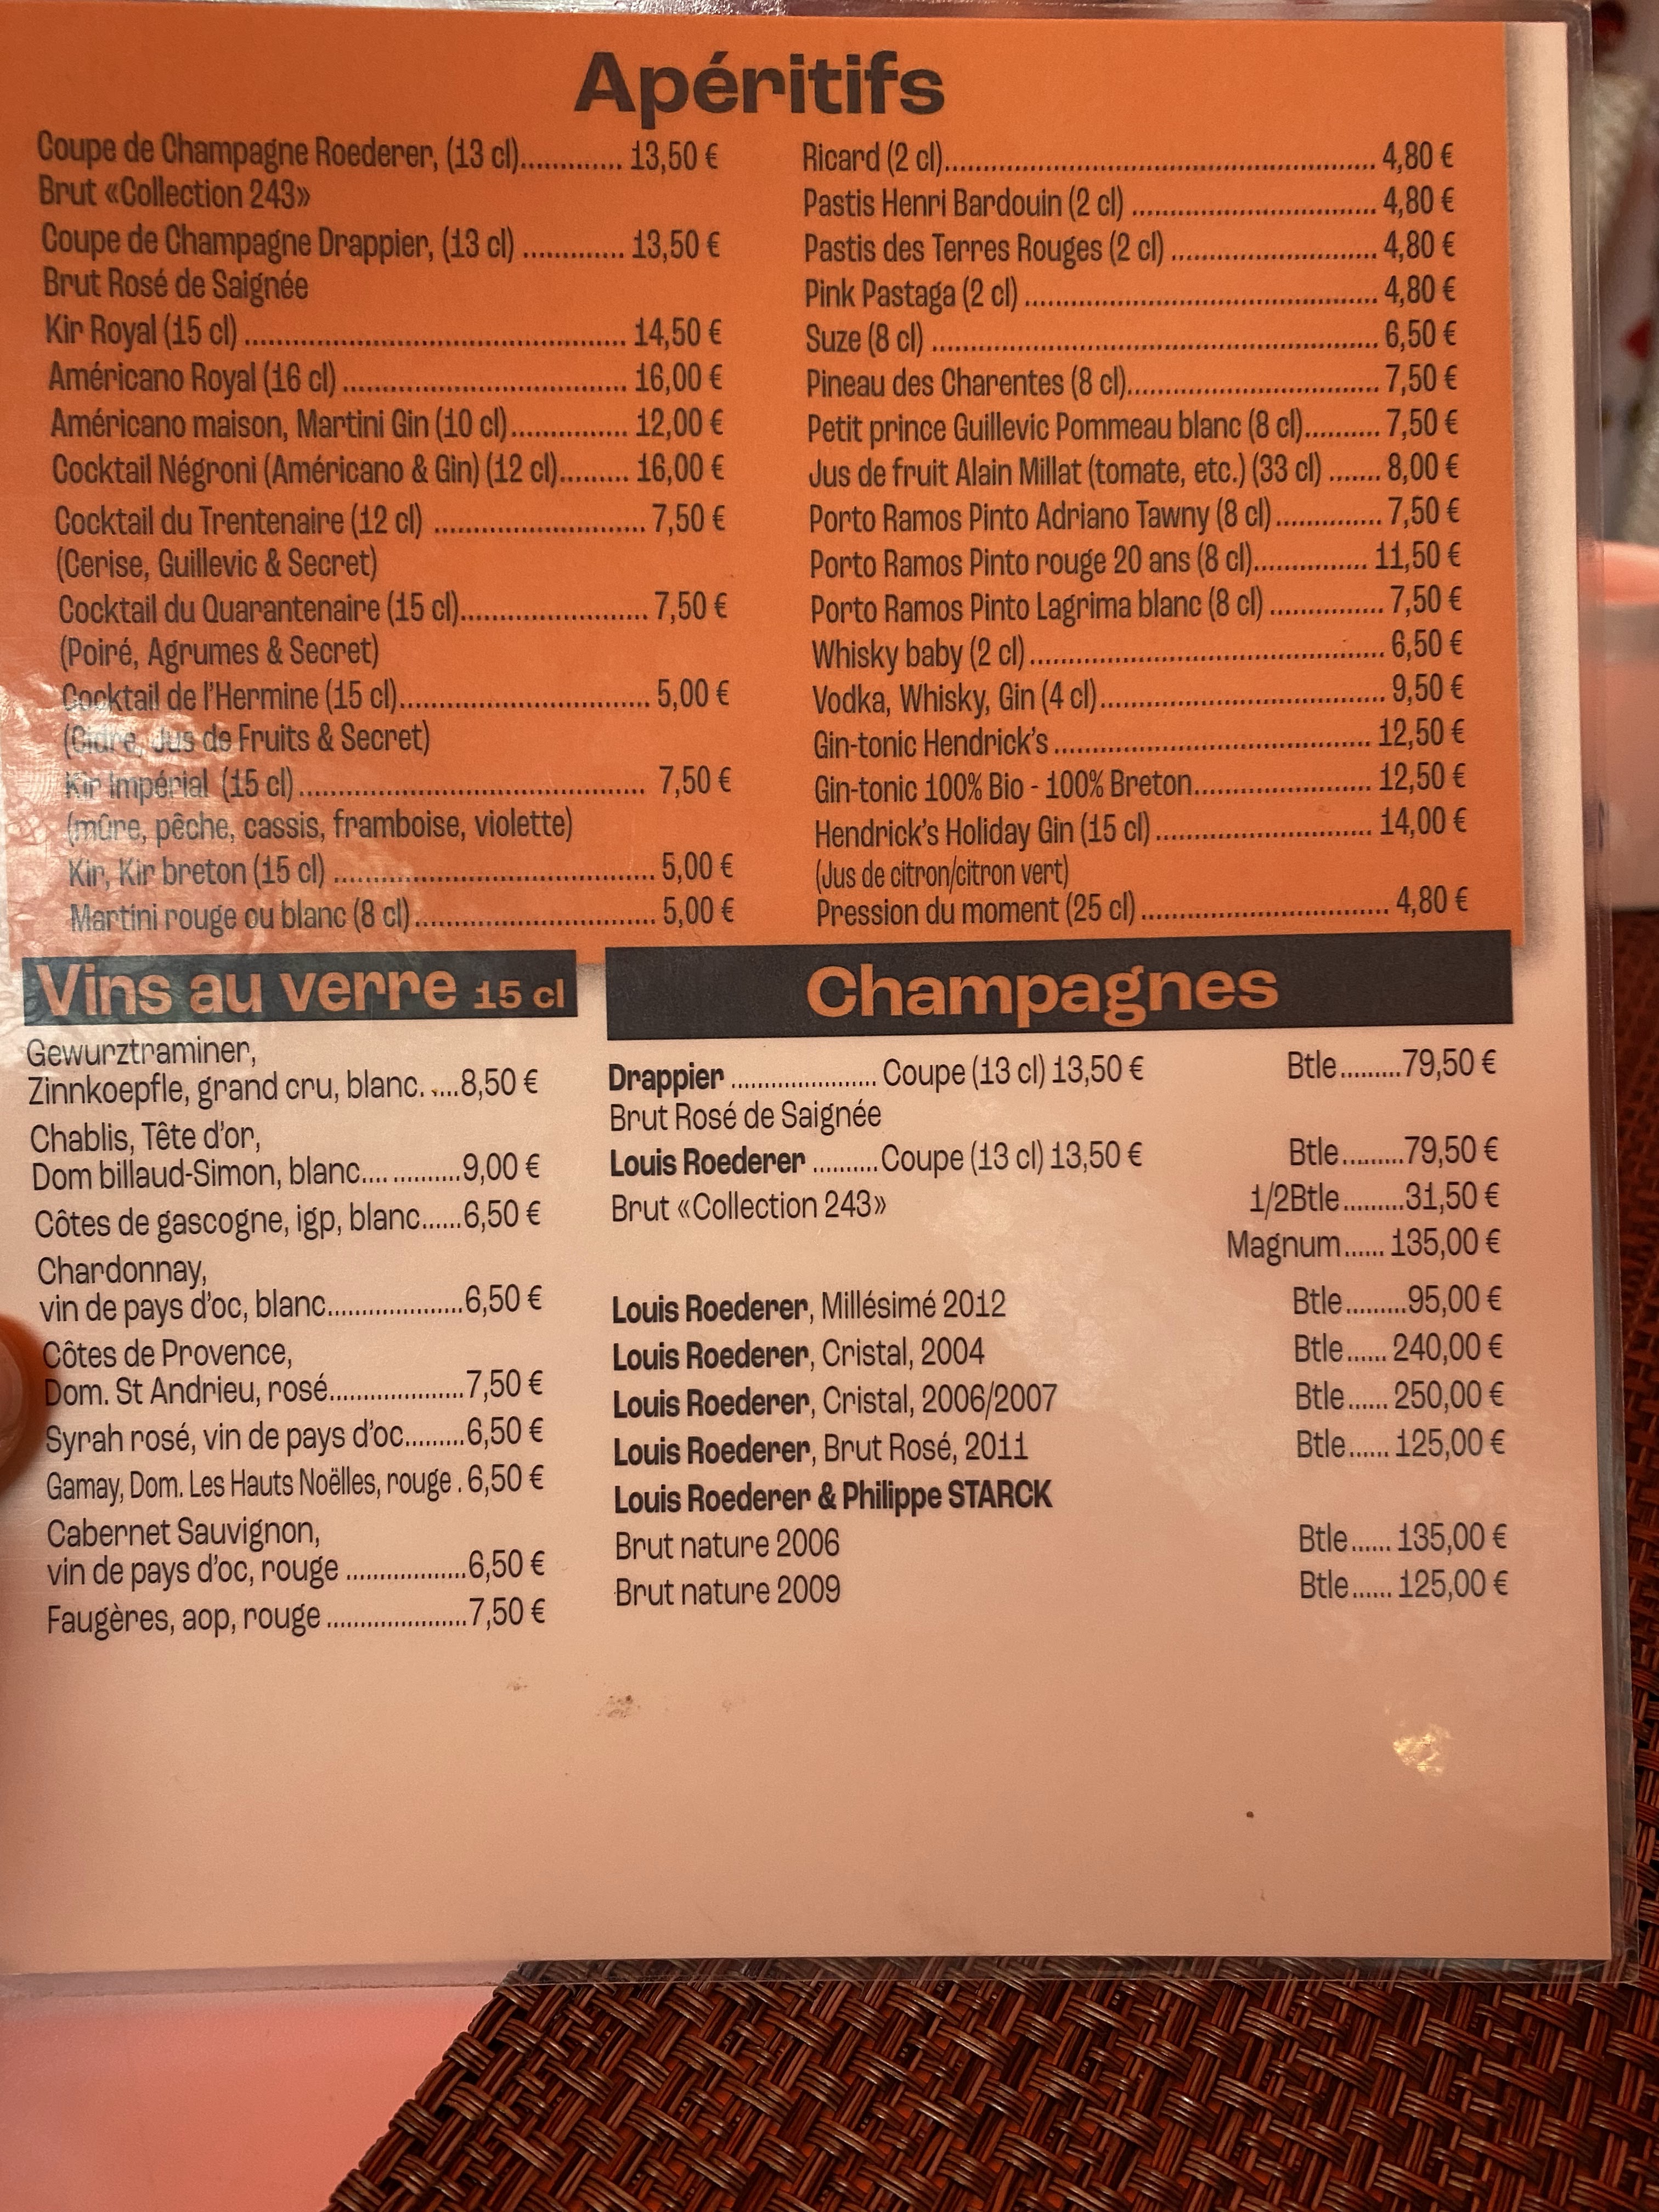 Apéritifs
Coupe de Champagne Roederer, (13 cl)............. 13,50 €
Brut «Collection 243»
Coupe de Champagne Drappier, (13 cl) ............. 13,50 €
Brut Rosé de Saignée
Kir Royal (15 cl) ................................................ 14,50 €
Américano Royal (16 cl) .................................... 16,00 €
Américano maison, Martini Gin (10 cl)............... 12,00 €
Cocktail Négroni (Américano & Gin) (12 cl)......... 16,00 €
Cocktail du Trentenaire (12 cl) ........................... 7,50 €
(Cerise, Guillevic & Secret)
Cocktail du Quarantenaire (15 cl)........................ 7,50 €
(Poiré, Agrumes & Secret)
Cocktail de l'Hermine (15 cl)................................ 5,00 €
(Cidre, Jus de Fruits & Secret)
Kir Impérial (15 cl)............................................ 7,50 €
(mûre, pêche, cassis, framboise, violette)
Kir, Kir breton (15 cl) ......................................... 5,00 €
Martini rouge ou blanc (8 cl)............................... 5,00 €
Ricard (2 cl)....................................................... 4,80 €
Pastis Henri Bardouin (2 cl) ............................... 4,80 €
Pastis des Terres Rouges (2 cl) .......................... 4,80 €
Pink Pastaga (2 cl) ............................................. 4,80 €
Suze (8 cl) ......................................................... 6,50 €
Pineau des Charentes (8 cl)................................ 7,50 €
Petit prince Guillevic Pommeau blanc (8 cl).......... 7,50 €
Jus de fruit Alain Millat (tomate, etc.) (33 cl) ....... 8,00 €
Porto Ramos Pinto Adriano Tawny (8 cl).............. 7,50 €
Porto Ramos Pinto rouge 20 ans (8 cl)............... 11,50 €
Porto Ramos Pinto Lagrima blanc (8 cl) ............... 7,50 €
Whisky baby (2 cl) ............................................. 6,50 €
Vodka, Whisky, Gin (4 cl).................................... 9,50 €
Gin-tonic Hendrick's ........................................ 12,50 €
Gin-tonic 100% Bio - 100% Breton....................... 12,50 €
Hendrick's Holiday Gin (15 cl) ............................ 14,00 €
(Jus de citron/citron vert)
Pression du moment (25 cl) ................................ 4,80 €
Vins au verre 15 cl
Gewurztraminer,
Zinnkoepfle, grand cru, blanc. ....8,50 €
Chablis, Tête d'or,
Dom billaud-Simon, blanc.... ..........9,00 €
Côtes de gascogne, igp, blanc......6,50 €
Chardonnay,
vin de pays d'oc, blanc....................6,50 €
Côtes de Provence,
Dom. St Andrieu, rosé....................7,50 €
Syrah rosé, vin de pays d'oc.........6,50 €
Gamay, Dom. Les Hauts Noëlles, rouge . 6,50 €
Cabernet Sauvignon,
vin de pays d'oc, rouge ..................6,50 €
Faugères, aop, rouge .....................7,50 €
Champagnes
Drappier ...................... Coupe (13 cl) 13,50 € Btle.........79,50 €
Brut Rosé de Saignée
Louis Roederer ..........Coupe (13 cl) 13,50 € Btle.........79,50 €
Brut «Collection 243» 1/2Btle.........31,50 €
Magnum...... 135,00 €
Louis Roederer, Millésimé 2012 Btle.........95,00 €
Louis Roederer, Cristal, 2004 Btle...... 240,00 €
Louis Roederer, Cristal, 2006/2007 Btle...... 250,00 €
Louis Roederer, Brut Rosé, 2011 Btle...... 125,00 €
Louis Roederer & Philippe STARCK
Brut nature 2006 Btle...... 135,00 €
Brut nature 2009 Btle...... 125,00 €